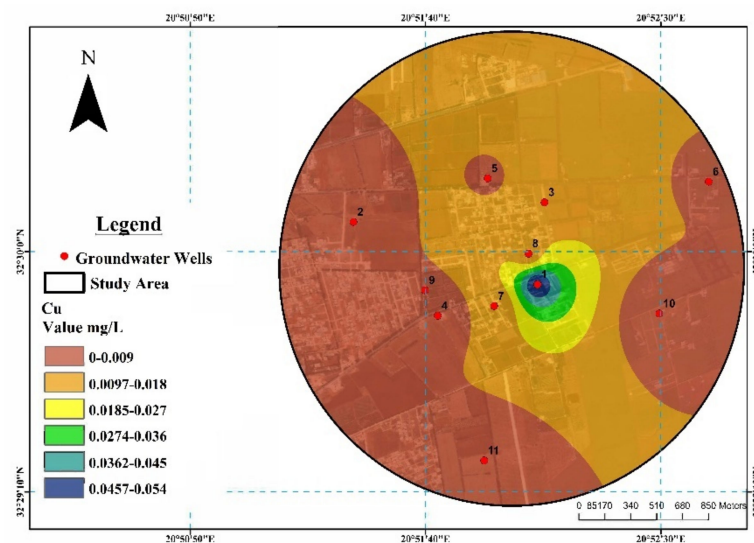 20°50'50"E 20°51'40"E 20°52'30"E
N
5
6
3
2
Legend
8
32°30'0"N
Groundwater Wells
1
Study Area
9
7
10
4
Cu
Value mg/L
0-0.009
0.0097-0.018
0.0185-0.027
0.0274-0.036
0.0362-0.045
0.0457-0.054
11
32°29'10"N
0 85170 340 510 680 850 Meters
20°50'50"E 20°51'40"E 20°52'30"E